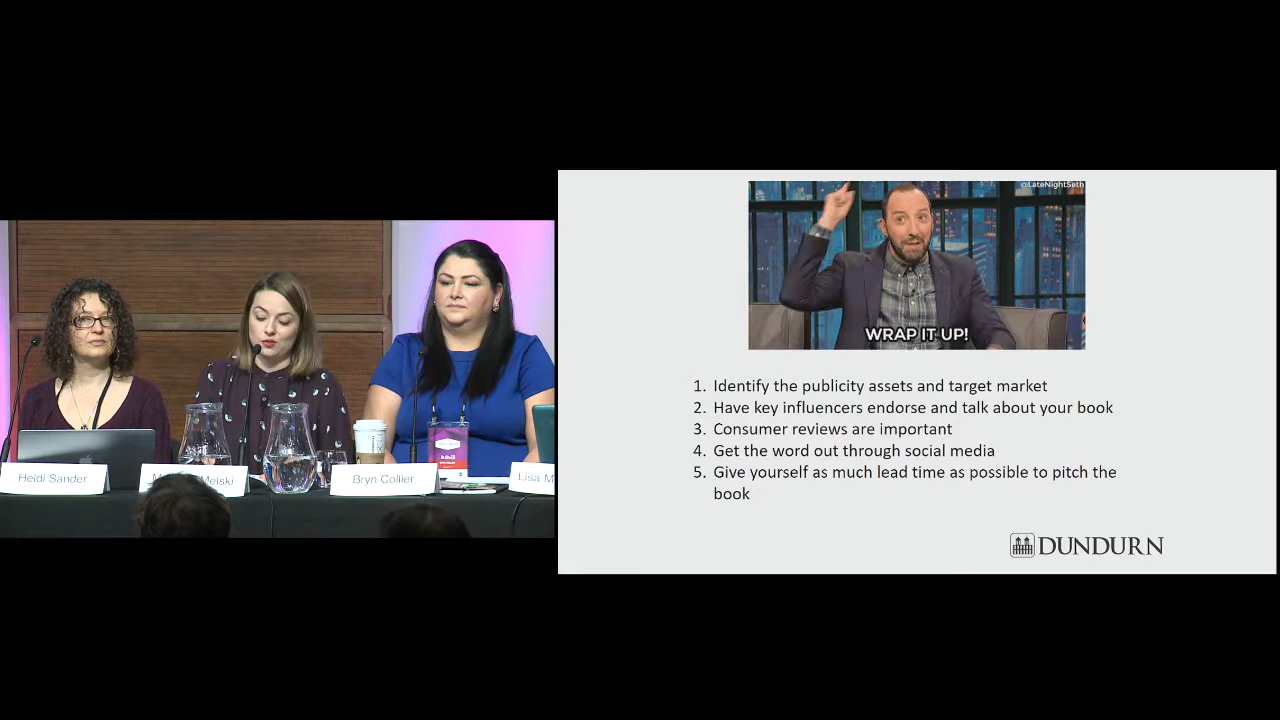 @LateNightSeth
WRAP IT UP!
1. Identify the publicity assets and target market
2. Have key influencers endorse and talk about your book
3. Consumer reviews are important
4. Get the word out through social media
5. Give yourself as much lead time as possible to pitch the
book
DUNDURN
Heidi Sander
Bryn Collier
Lisa M